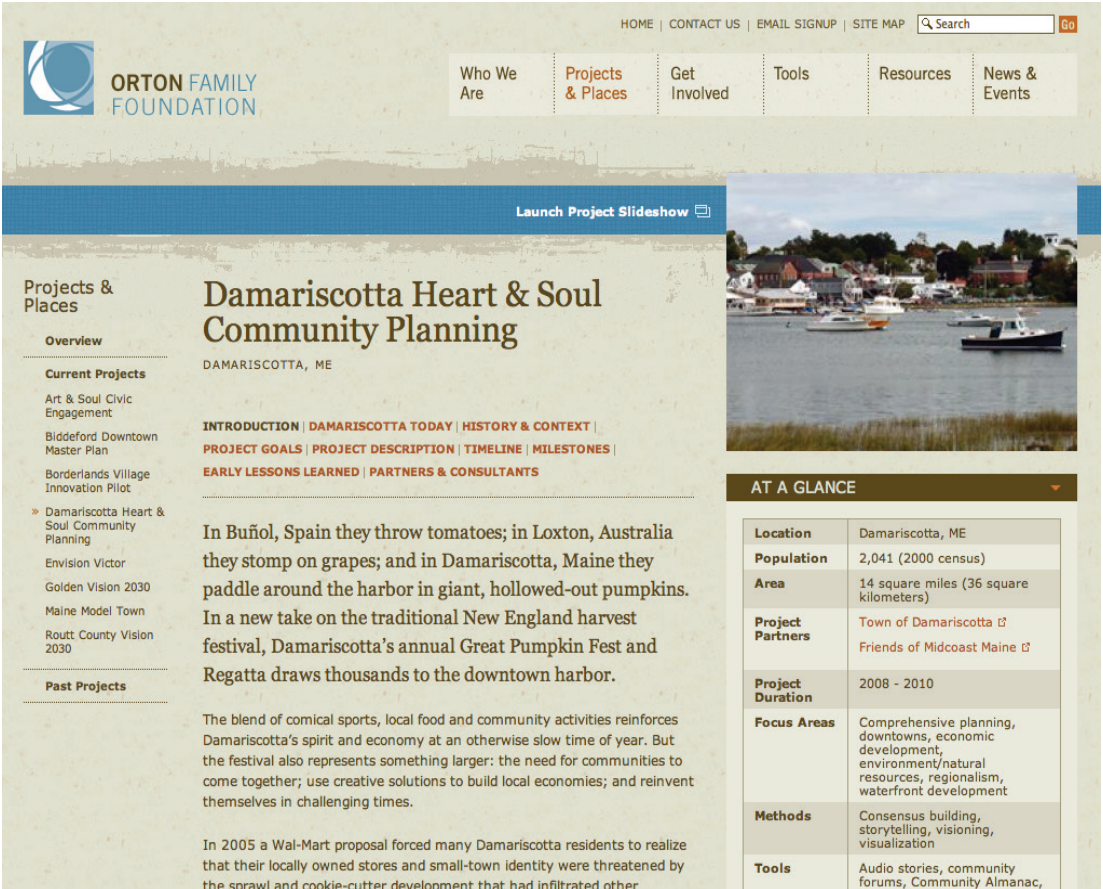 HOME | CONTACT US | EMAIL SIGNUP | SITE MAP
Search
Go
ORTON FAMILY
FOUNDATION
Who We
Are
Projects
& Places
Get
Involved
Tools
Resources
News &
Events
Launch Project Slideshow
Projects &
Places
Overview
Current Projects
Art & Soul Civic
Engagement
Biddeford Downtown
Master Plan
Borderlands Village
Innovation Pilot
» Damariscotta Heart &
Soul Community
Planning
Envision Victor
Golden Vision 2030
Maine Model Town
Routt County Vision
2030
Past Projects
Damariscotta Heart & Soul
Community Planning
DAMARISCOTTA, ME
INTRODUCTION | DAMARISCOTTA TODAY | HISTORY & CONTEXT |
PROJECT GOALS | PROJECT DESCRIPTION | TIMELINE | MILESTONES |
EARLY LESSONS LEARNED | PARTNERS & CONSULTANTS
In Buñol, Spain they throw tomatoes; in Loxton, Australia
they stomp on grapes; and in Damariscotta, Maine they
paddle around the harbor in giant, hollowed-out pumpkins.
In a new take on the traditional New England harvest
festival, Damariscotta's annual Great Pumpkin Fest and
Regatta draws thousands to the downtown harbor.
The blend of comical sports, local food and community activities reinforces
Damariscotta's spirit and economy at an otherwise slow time of year. But
the festival also represents something larger: the need for communities to
come together; use creative solutions to build local economies; and reinvent
themselves in challenging times.
In 2005 a Wal-Mart proposal forced many Damariscotta residents to realize
that their locally owned stores and small-town identity were threatened by
the sprawl and cookie-cutter development that had infiltrated other
AT A GLANCE
Location
Damariscotta, ME
Population
2,041 (2000 census)
Area
14 square miles (36 square
kilometers)
Project
Partners
Town of Damariscotta
Friends of Midcoast Maine
Project
Duration
2008 - 2010
Focus Areas
Comprehensive planning,
downtowns, economic
development,
environment/natural
resources, regionalism,
waterfront development
Methods
Consensus building,
storytelling, visioning,
visualization
Tools
Audio stories, community
forums, Community Almanac,